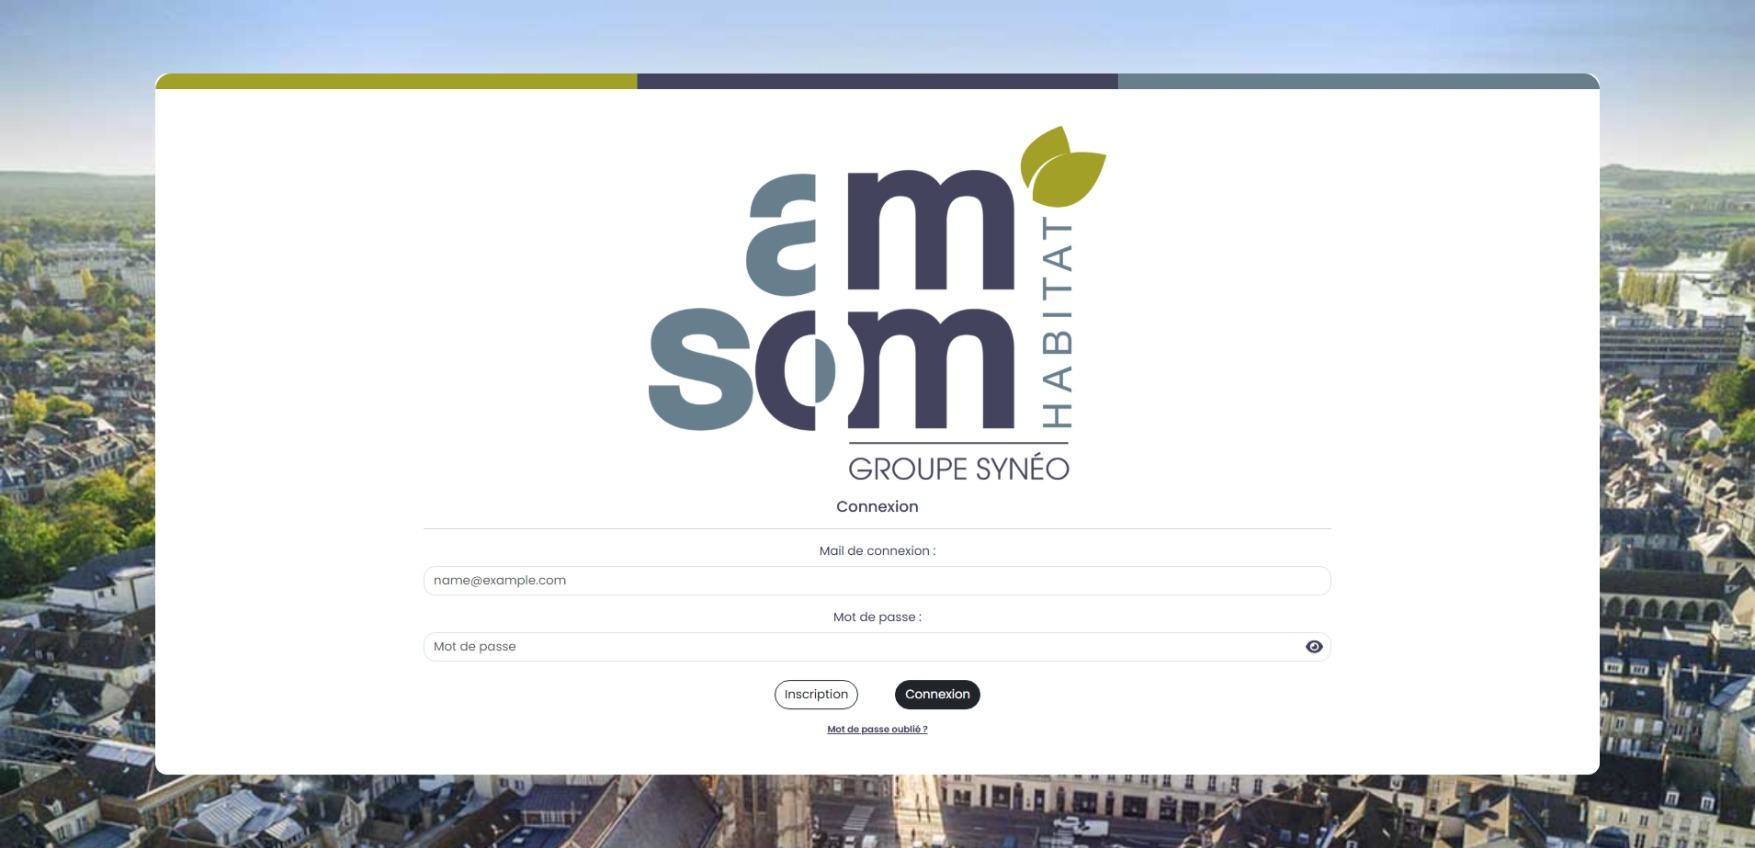 am
som
HABITAT
GROUPE SYNÉO
Connexion
Mail de connexion :
name@example.com
Mot de passe :
Mot de passe
Inscription
Connexion
Mot de passe oublié ?